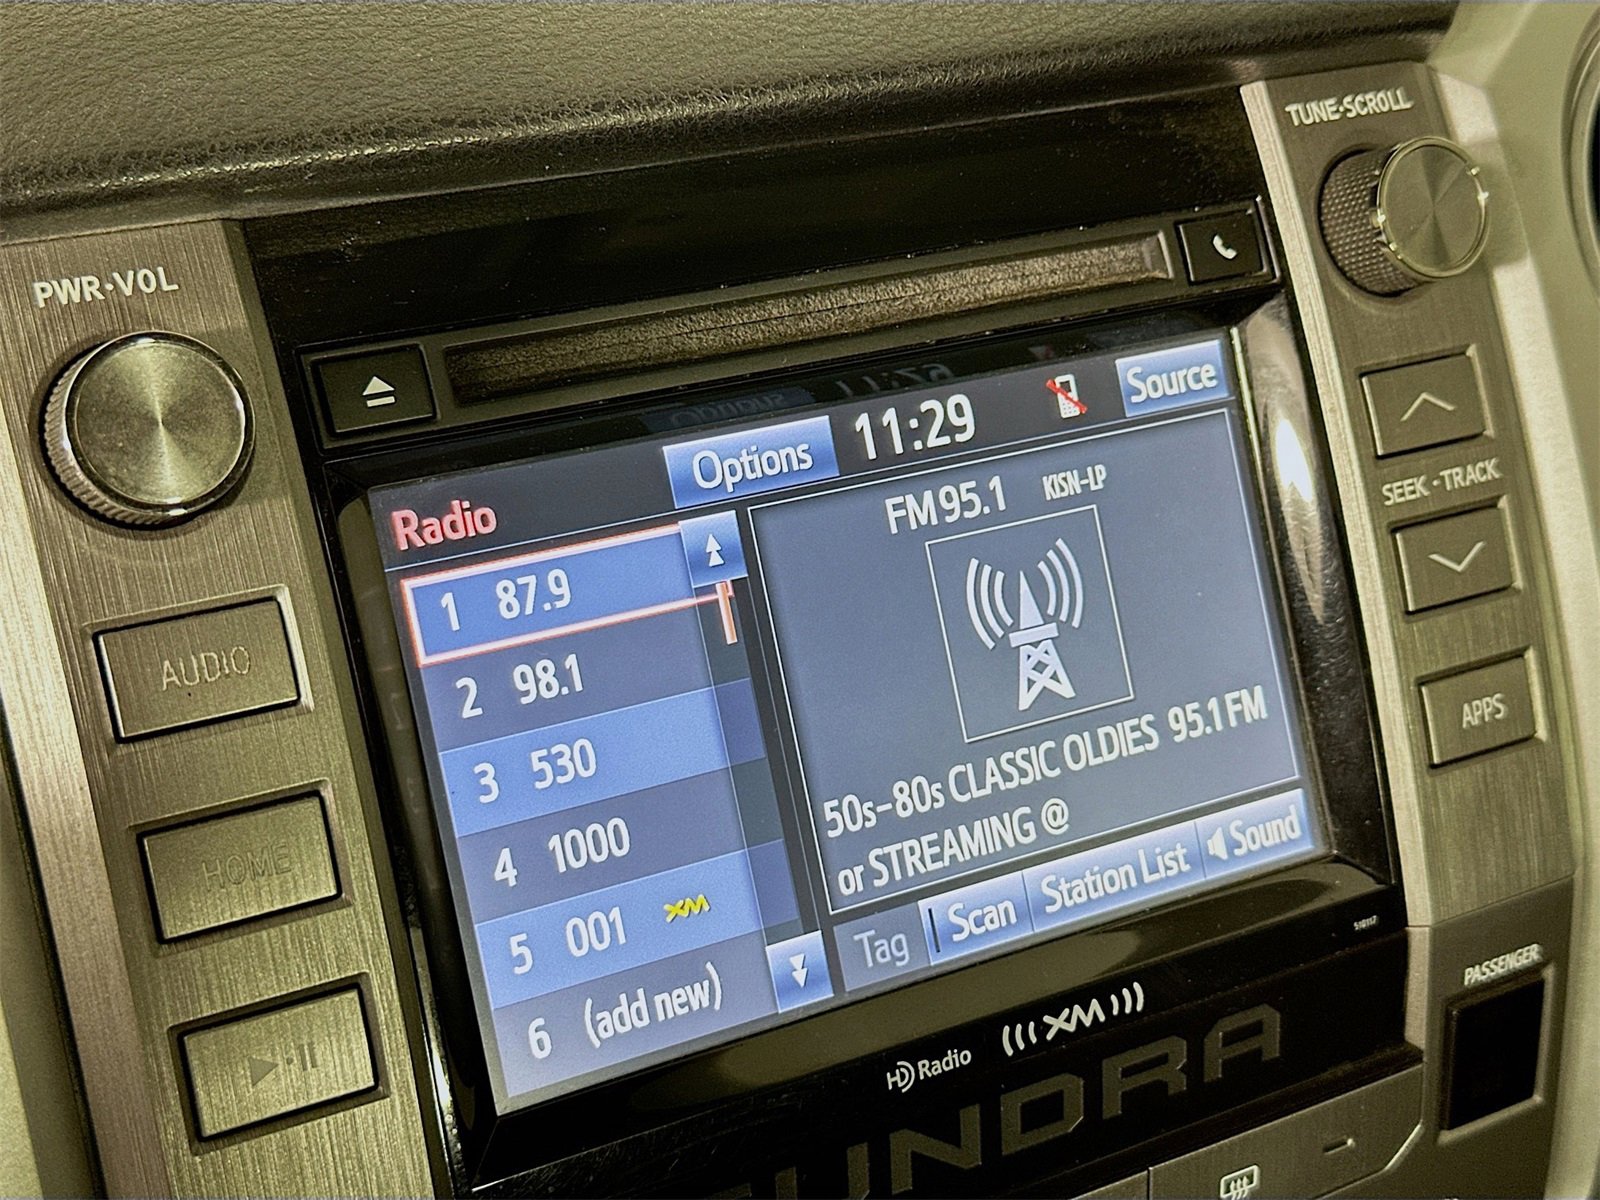 TUNE·SCROLL
PWR·VOL
11:29
Source
Options
Radio
FM 95.1 KISN-LP
1 87.9
2 98.1
3 530
4 1000
5 001 XM
6 (add new)
50s-80s CLASSIC OLDIES 95.1 FM
or STREAMING @
Tag
Scan
Station List
Sound
SEEK·TRACK
AUDIO
HOME
APPS
510117
PASSENGER
HD Radio
((( XM )))
UNDRA